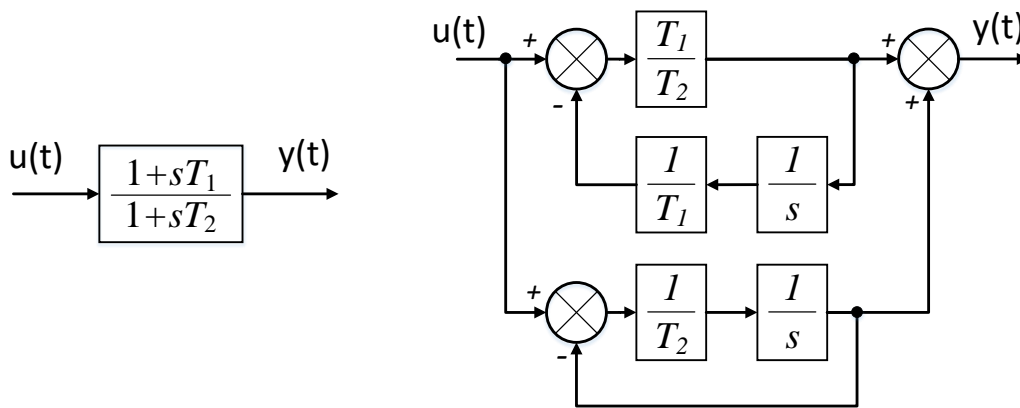 u(t)
1+sT1
1+sT2
y(t)
u(t)
+
-
T1
T2
+
+
y(t)
1
T1
1
s
+
-
1
T2
1
s